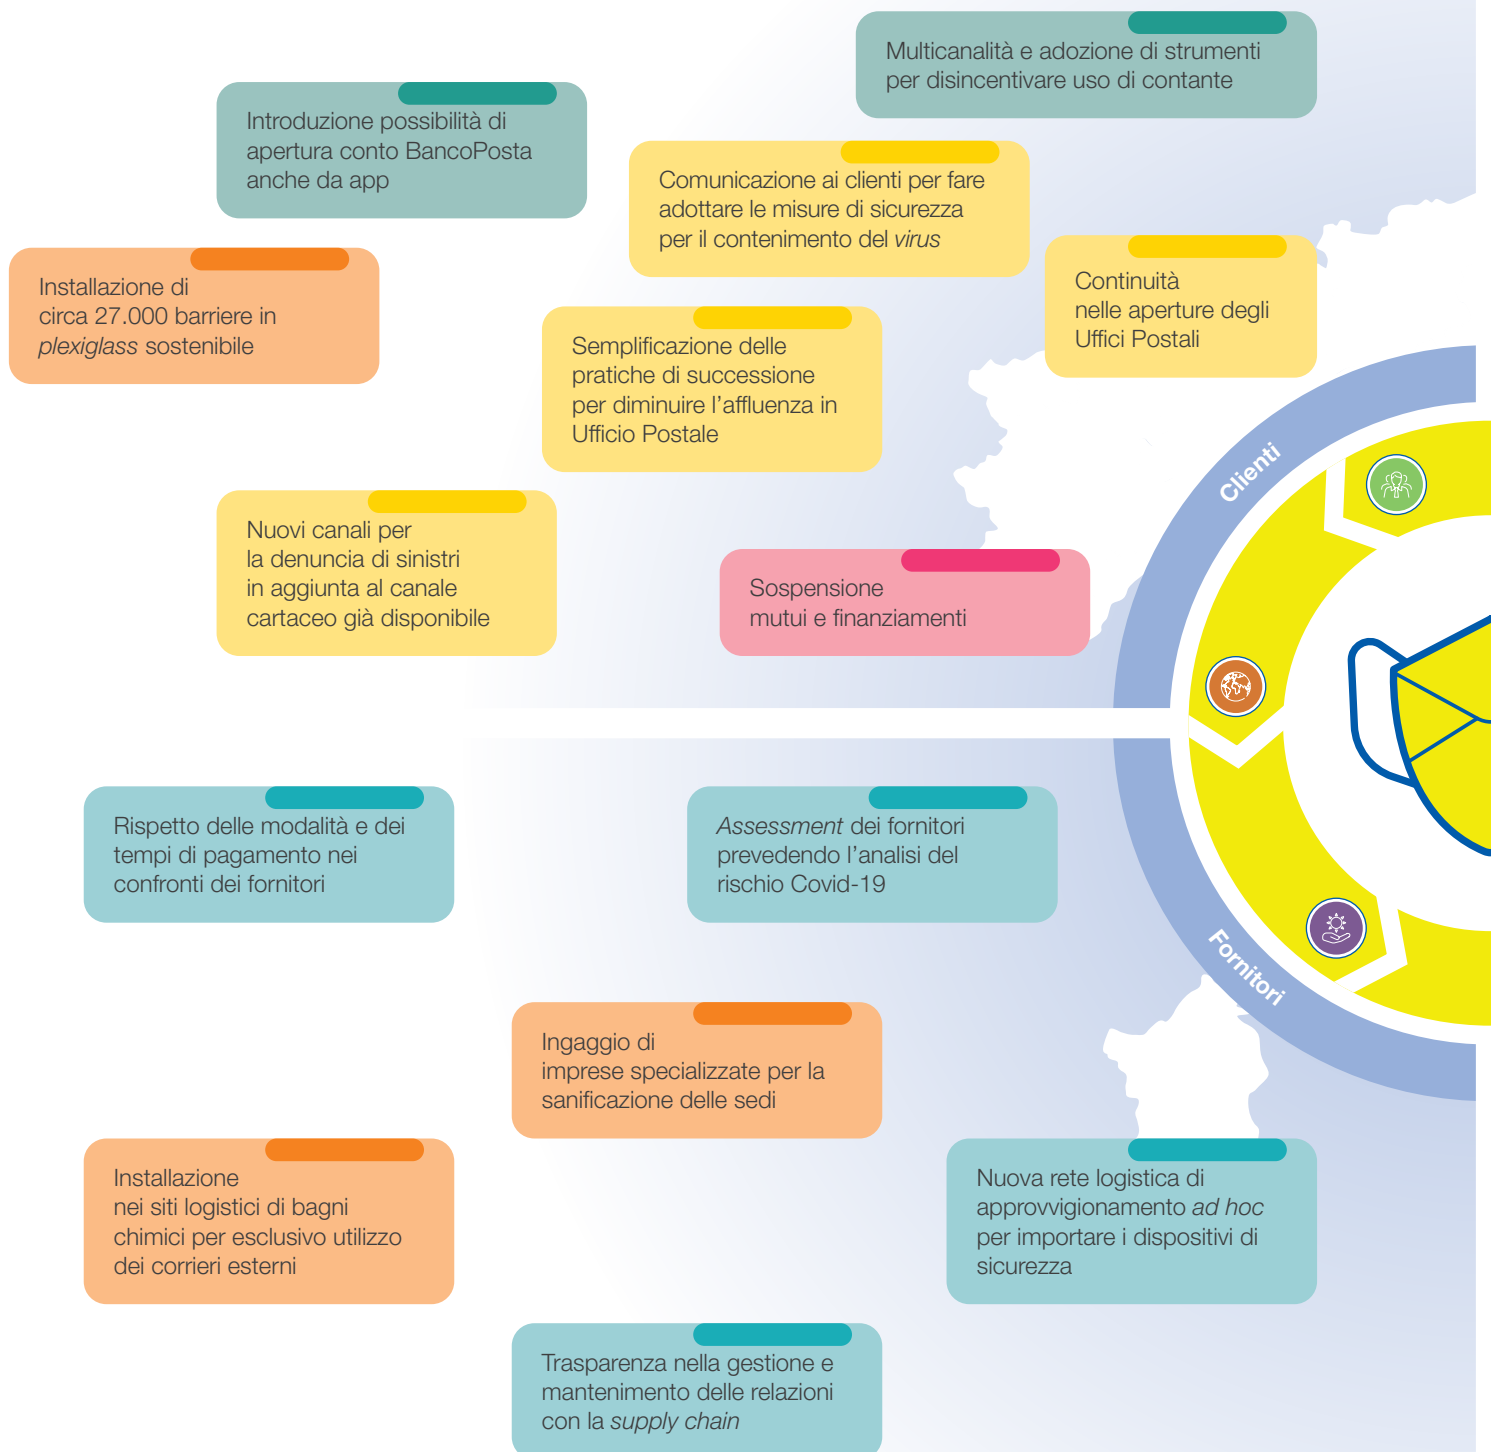 Multicanalità e adozione di strumenti
per disincentivare uso di contante
Introduzione possibilità di
apertura conto BancoPosta
anche da app
Comunicazione ai clienti per fare
adottare le misure di sicurezza
per il contenimento del virus
Continuità
nelle aperture degli
Uffici Postali
Installazione di
circa 27.000 barriere in
plexiglass sostenibile
Semplificazione delle
pratiche di successione
per diminuire l’affluenza in
Ufficio Postale
Clienti
Nuovi canali per
la denuncia di sinistri
in aggiunta al canale
cartaceo già disponibile
Sospensione
mutui e finanziamenti
Rispetto delle modalità e dei
tempi di pagamento nei
confronti dei fornitori
Assessment dei fornitori
prevedendo l’analisi del
rischio Covid-19
Fornitori
Ingaggio di
imprese specializzate per la
sanificazione delle sedi
Installazione
nei siti logistici di bagni
chimici per esclusivo utilizzo
dei corrieri esterni
Nuova rete logistica di
approvvigionamento ad hoc
per importare i dispositivi di
sicurezza
Trasparenza nella gestione e
mantenimento delle relazioni
con la supply chain